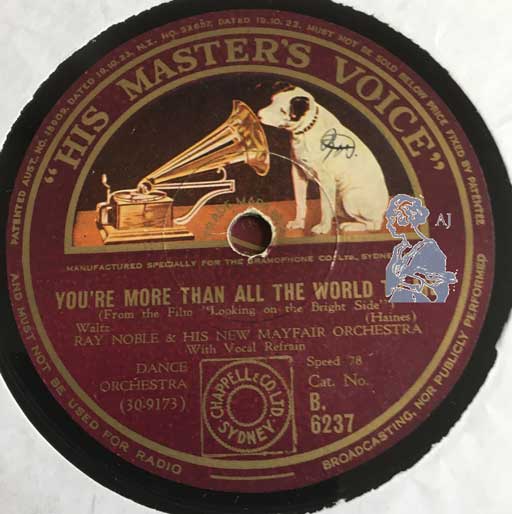 PATENTED AUST. NO. 18909, DATED 19.10.23, N.Z. NO. 52657, DATED 19.10.22, MUST NOT BE SOLD BELOW PRICE FIXED BY PATENTEE
AND MUST NOT BE USED FOR RADIO BROADCASTING, NOR PUBLICLY PERFORMED
"HIS MASTER'S VOICE"
AJ
MANUFACTURED SPECIALLY FOR THE GRAMOPHONE CO. LTD., SYDNEY
YOU'RE MORE THAN ALL THE WORLD
(From the Film "Looking on the Bright Side")
Waltz (Haines)
RAY NOBLE & HIS NEW MAYFAIR ORCHESTRA
With Vocal Refrain
DANCE Speed 78
ORCHESTRA Cat. No.
(30-9173) B.
6237
CHAPPELL & CO LTD
SYDNEY